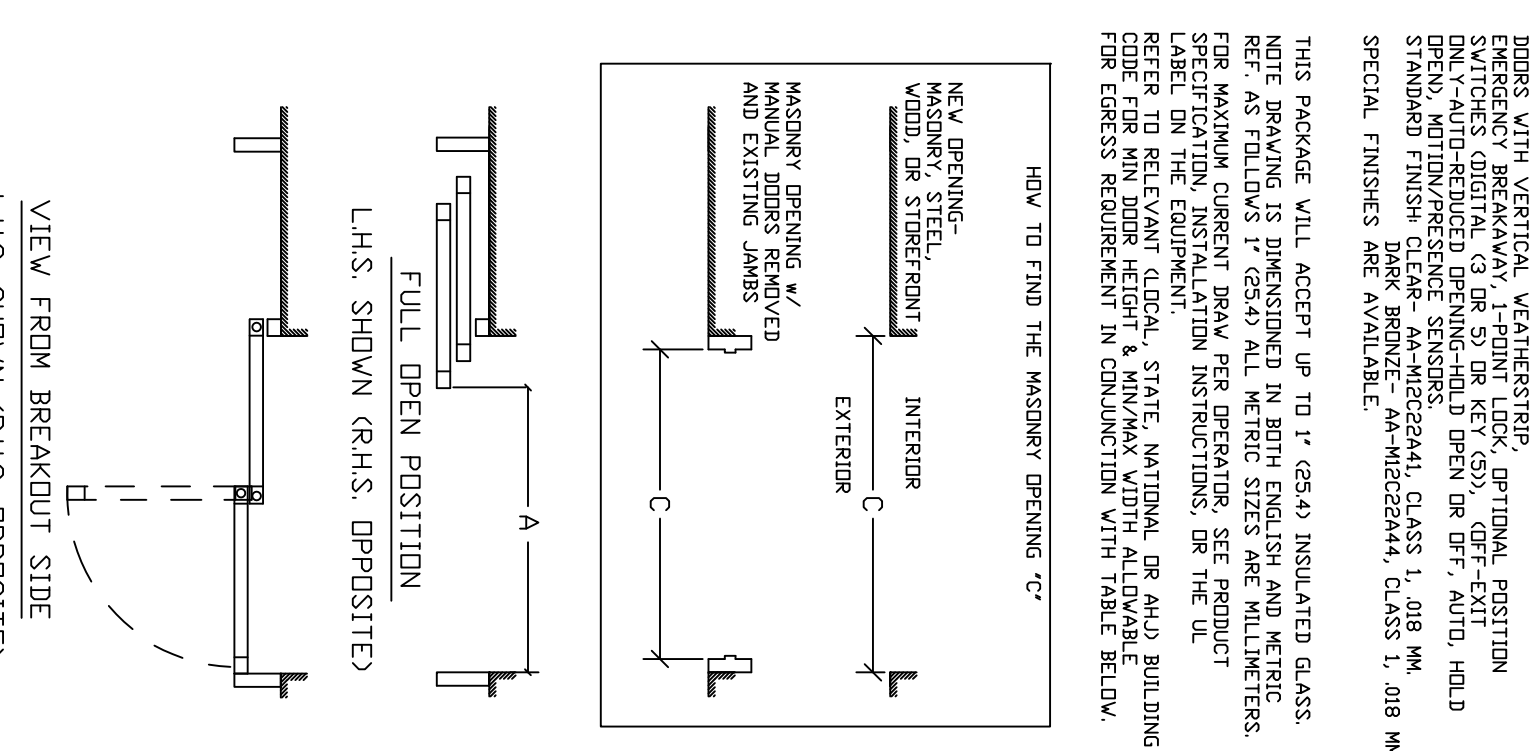 DOORS WITH VERTICAL WEATHERSTRIP,
EMERGENCY BREAKAWAY, 1-POINT LOCK, OPTIONAL POSITION
SWITCHES (DIGITAL (3 OR 5) OR KEY (5)), (OFF-EXIT
ONLY-AUTO-REDUCED OPENING-HOLD OPEN OR OFF, AUTO, HOLD
OPEN), MOTION/PRESENCE SENSORS.
STANDARD FINISH: CLEAR- AA-M12C22A41, CLASS 1, .018 MM.
DARK BRONZE- AA-M12C22A44, CLASS 1, .018 MM
SPECIAL FINISHES ARE AVAILABLE.
THIS PACKAGE WILL ACCEPT UP TO 1" (25.4) INSULATED GLASS.
NOTE DRAWING IS DIMENSIONED IN BOTH ENGLISH AND METRIC
REF. AS FOLLOWS 1" (25.4) ALL METRIC SIZES ARE MILLIMETERS.
FOR MAXIMUM CURRENT DRAW PER OPERATOR, SEE PRODUCT
SPECIFICATION, INSTALLATION INSTRUCTIONS, OR THE UL
LABEL ON THE EQUIPMENT.
REFER TO RELEVANT (LOCAL, STATE, NATIONAL OR AHJ) BUILDING
CODE FOR MIN DOOR HEIGHT & MIN/MAX WIDTH ALLOWABLE
FOR EGRESS REQUIREMENT IN CONJUNCTION WITH TABLE BELOW.
HOW TO FIND THE MASONRY OPENING "C"
NEW OPENING-
MASONRY, STEEL,
WOOD, OR STOREFRONT
INTERIOR
C
EXTERIOR
MASONRY OPENING w/
MANUAL DOORS REMOVED
AND EXISTING JAMBS
C
A
FULL OPEN POSITION
L.H.S. SHOWN (R.H.S. OPPOSITE)
VIEW FROM BREAKOUT SIDE
L.H.S. SHOWN (R.H.S. OPPOSITE)